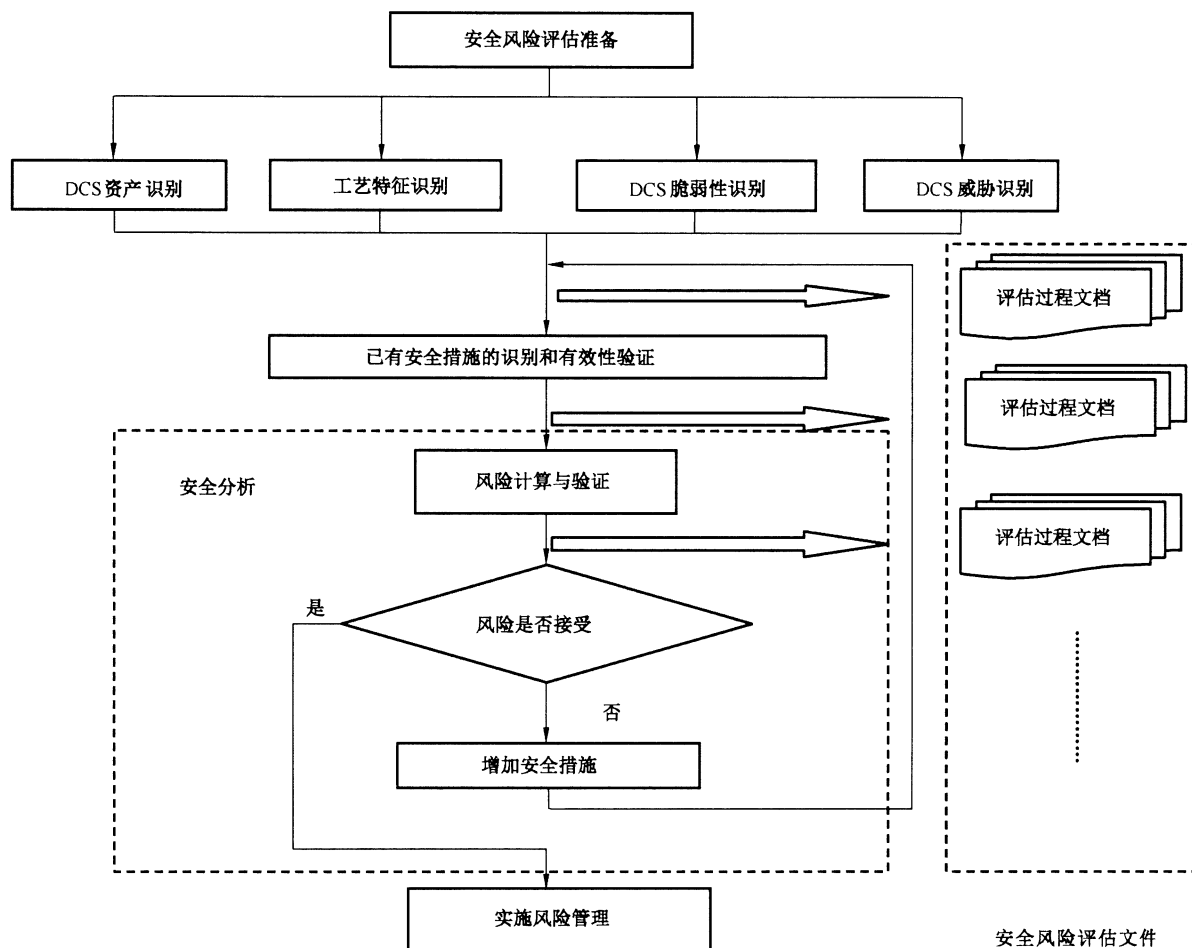 安全风险评估准备
DCS资产识别
工艺特征识别
DCS脆弱性识别
DCS威胁识别
评估过程文档
已有安全措施的识别和有效性验证
评估过程文档
安全分析
风险计算与验证
评估过程文档
是
风险是否接受
否
增加安全措施
实施风险管理
安全风险评估文件